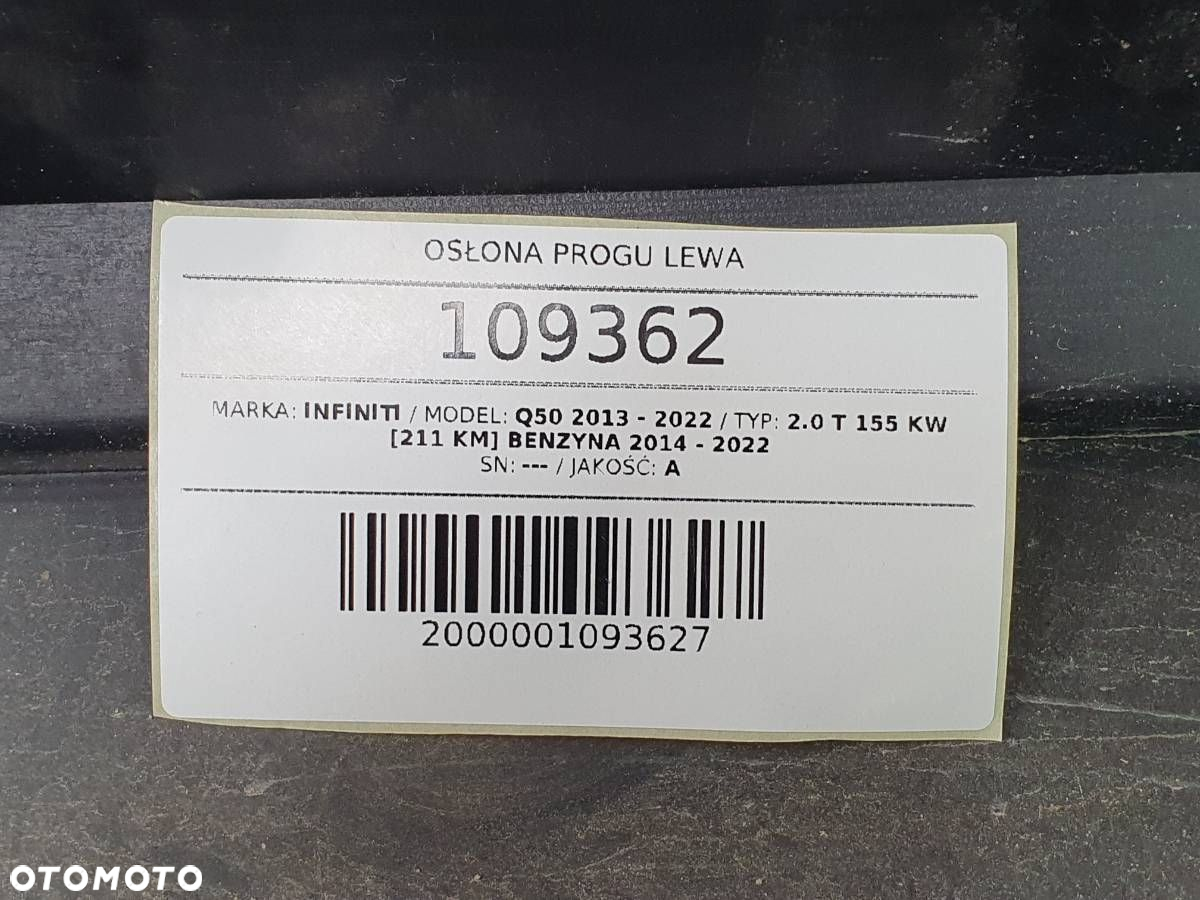 OSŁONA PROGU LEWA
109362
MARKA: INFINITI / MODEL: Q50 2013 - 2022 / TYP: 2.0 T 155 KW
[211 KM] BENZYNA 2014 - 2022
SN: --- / JAKOŚĆ: A
2000001093627
OTOMOTO